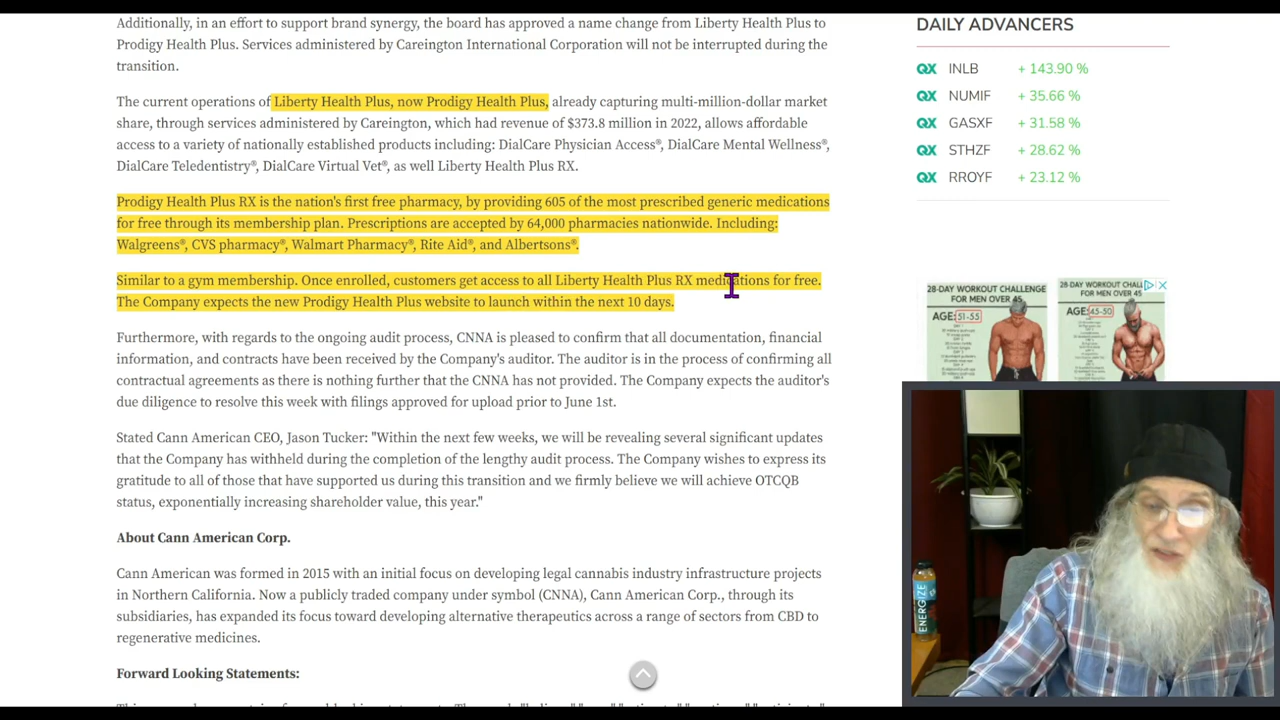 Additionally, in an effort to support brand synergy, the board has approved a name change from Liberty Health Plus to
Prodigy Health Plus. Services administered by Careington International Corporation will not be interrupted during the
transition.
The current operations of Liberty Health Plus, now Prodigy Health Plus, already capturing multi-million-dollar market
share, through services administered by Careington, which had revenue of $373.8 million in 2022, allows affordable
access to a variety of nationally established products including: DialCare Physician Access®, DialCare Mental Wellness®,
DialCare Teledentistry®, DialCare Virtual Vet®, as well Liberty Health Plus RX.
Prodigy Health Plus RX is the nation's first free pharmacy, by providing 605 of the most prescribed generic medications
for free through its membership plan. Prescriptions are accepted by 64,000 pharmacies nationwide. Including:
Walgreens®, CVS pharmacy®, Walmart Pharmacy®, Rite Aid®, and Albertsons®.
Similar to a gym membership. Once enrolled, customers get access to all Liberty Health Plus RX medications for free.
The Company expects the new Prodigy Health Plus website to launch within the next 10 days.
Furthermore, with regard to the ongoing audit process, CNNA is pleased to confirm that all documentation, financial
information, and contracts have been received by the Company's auditor. The auditor is in the process of confirming all
contractual agreements as there is nothing further that the CNNA has not provided. The Company expects the auditor's
due diligence to resolve this week with filings approved for upload prior to June 1st.
Stated Cann American CEO, Jason Tucker: "Within the next few weeks, we will be revealing several significant updates
that the Company has withheld during the completion of the lengthy audit process. The Company wishes to express its
gratitude to all of those that have supported us during this transition and we firmly believe we will achieve OTCQB
status, exponentially increasing shareholder value, this year."
About Cann American Corp.
Cann American was formed in 2015 with an initial focus on developing legal cannabis industry infrastructure projects
in Northern California. Now a publicly traded company under symbol (CNNA), Cann American Corp., through its
subsidiaries, has expanded its focus toward developing alternative therapeutics across a range of sectors from CBD to
regenerative medicines.
Forward Looking Statements:
DAILY ADVANCERS
QX INLB + 143.90 %
QX NUMIF + 35.66 %
QX GASXF + 31.58 %
QX STHZF + 28.62 %
QX RROYF + 23.12 %
28-DAY WORKOUT CHALLENGE
FOR MEN OVER 45
AGE: 51-55
28-DAY WORKOUT CHALL
FOR MEN OVER 45
AGE: 45-50
ENERGIZE